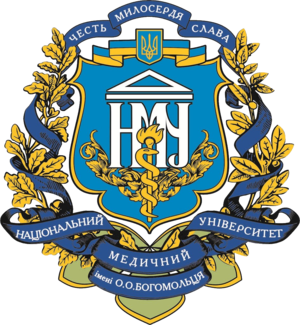 ЧЕСТЬ МИЛОСЕРДЯ СЛАВА
НМУ
НАЦІОНАЛЬНИЙ
МЕДИЧНИЙ
УНІВЕРСИТЕТ
імені О.О.БОГОМОЛЬЦЯ